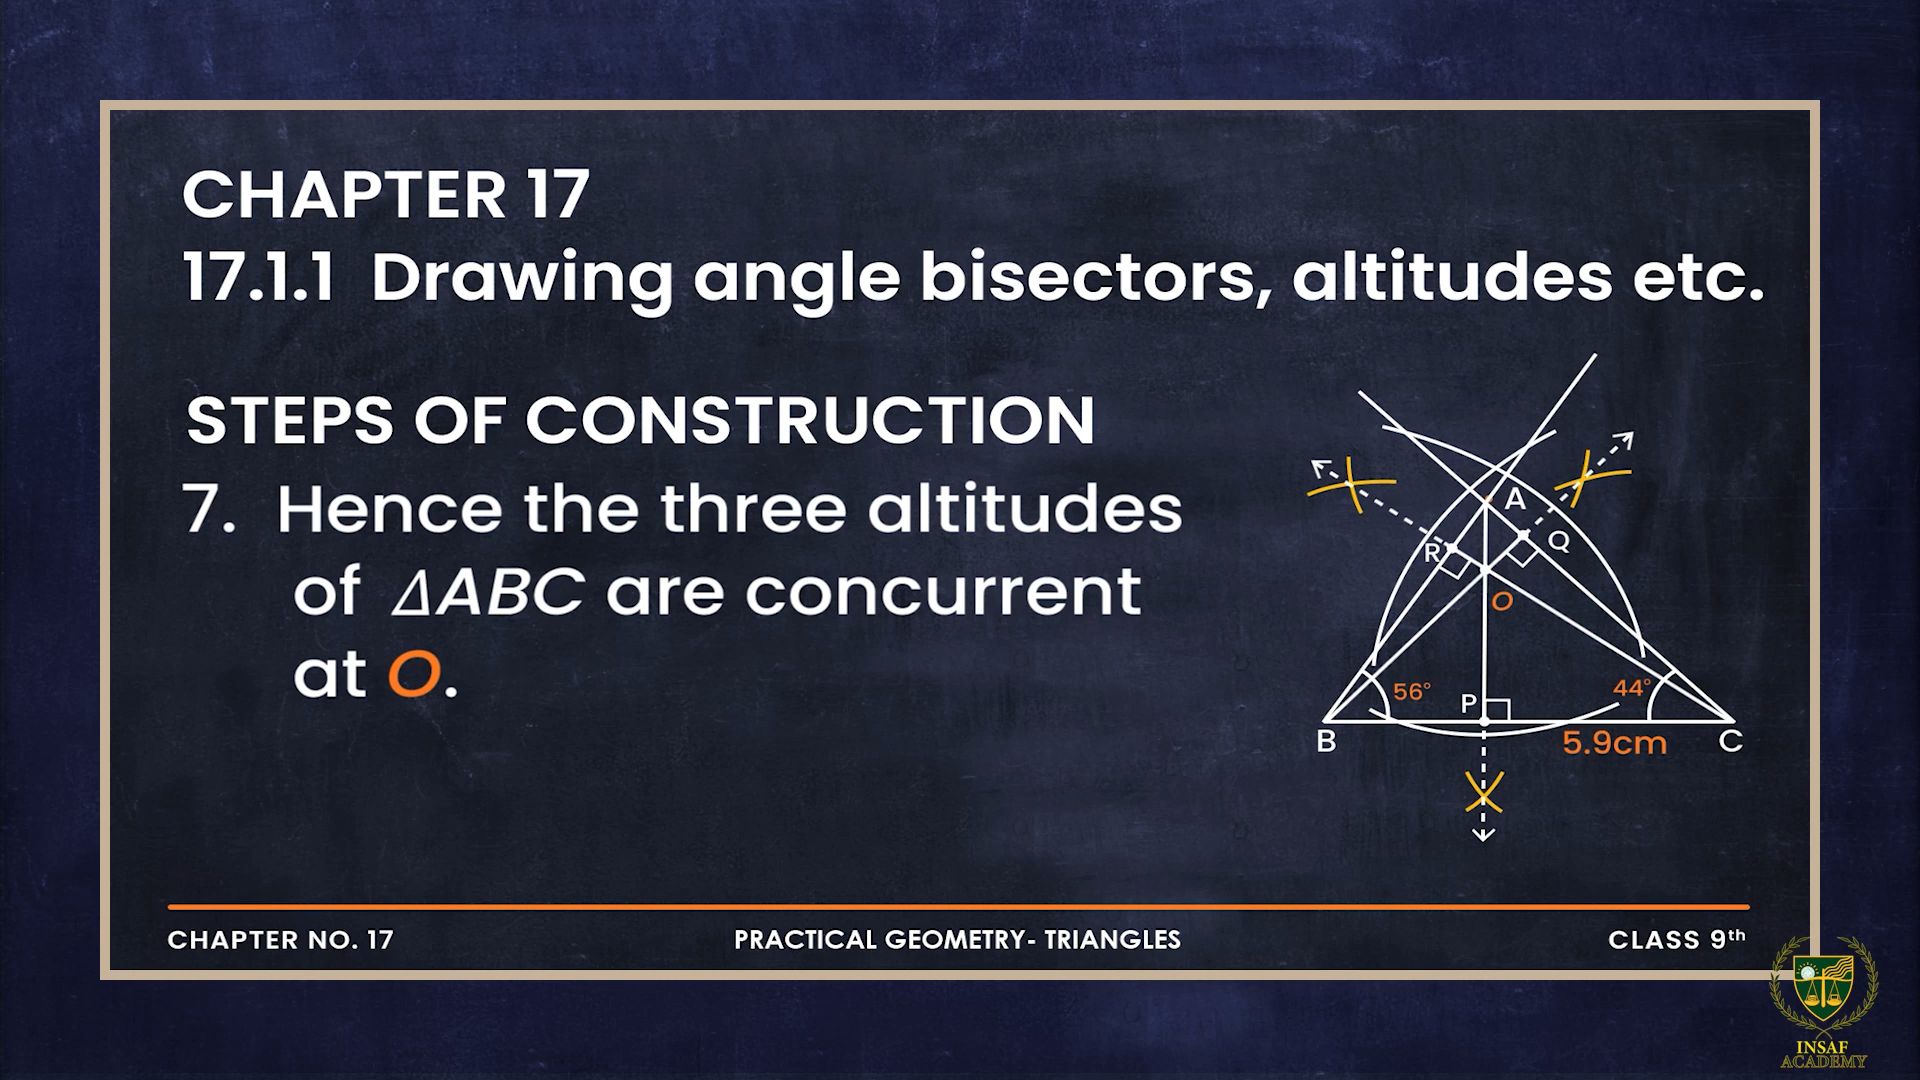 CHAPTER 17
17.1.1 Drawing angle bisectors, altitudes etc.
STEPS OF CONSTRUCTION
7. Hence the three altitudes
of ΔABC are concurrent
at O.
A
R
Q
O
56°
P
44°
B
5.9cm
C
CHAPTER NO. 17
PRACTICAL GEOMETRY- TRIANGLES
CLASS 9th
INSAF
ACADEMY